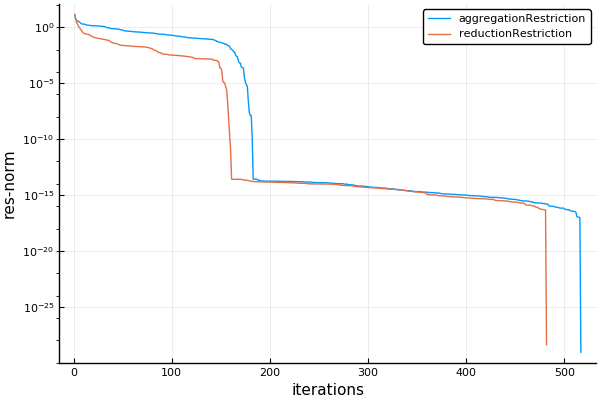 aggregationRestriction
reductionRestriction
res-norm
10⁰
10⁻⁵
10⁻¹⁰
10⁻¹⁵
10⁻²⁰
10⁻²⁵
0 100 200 300 400 500
iterations